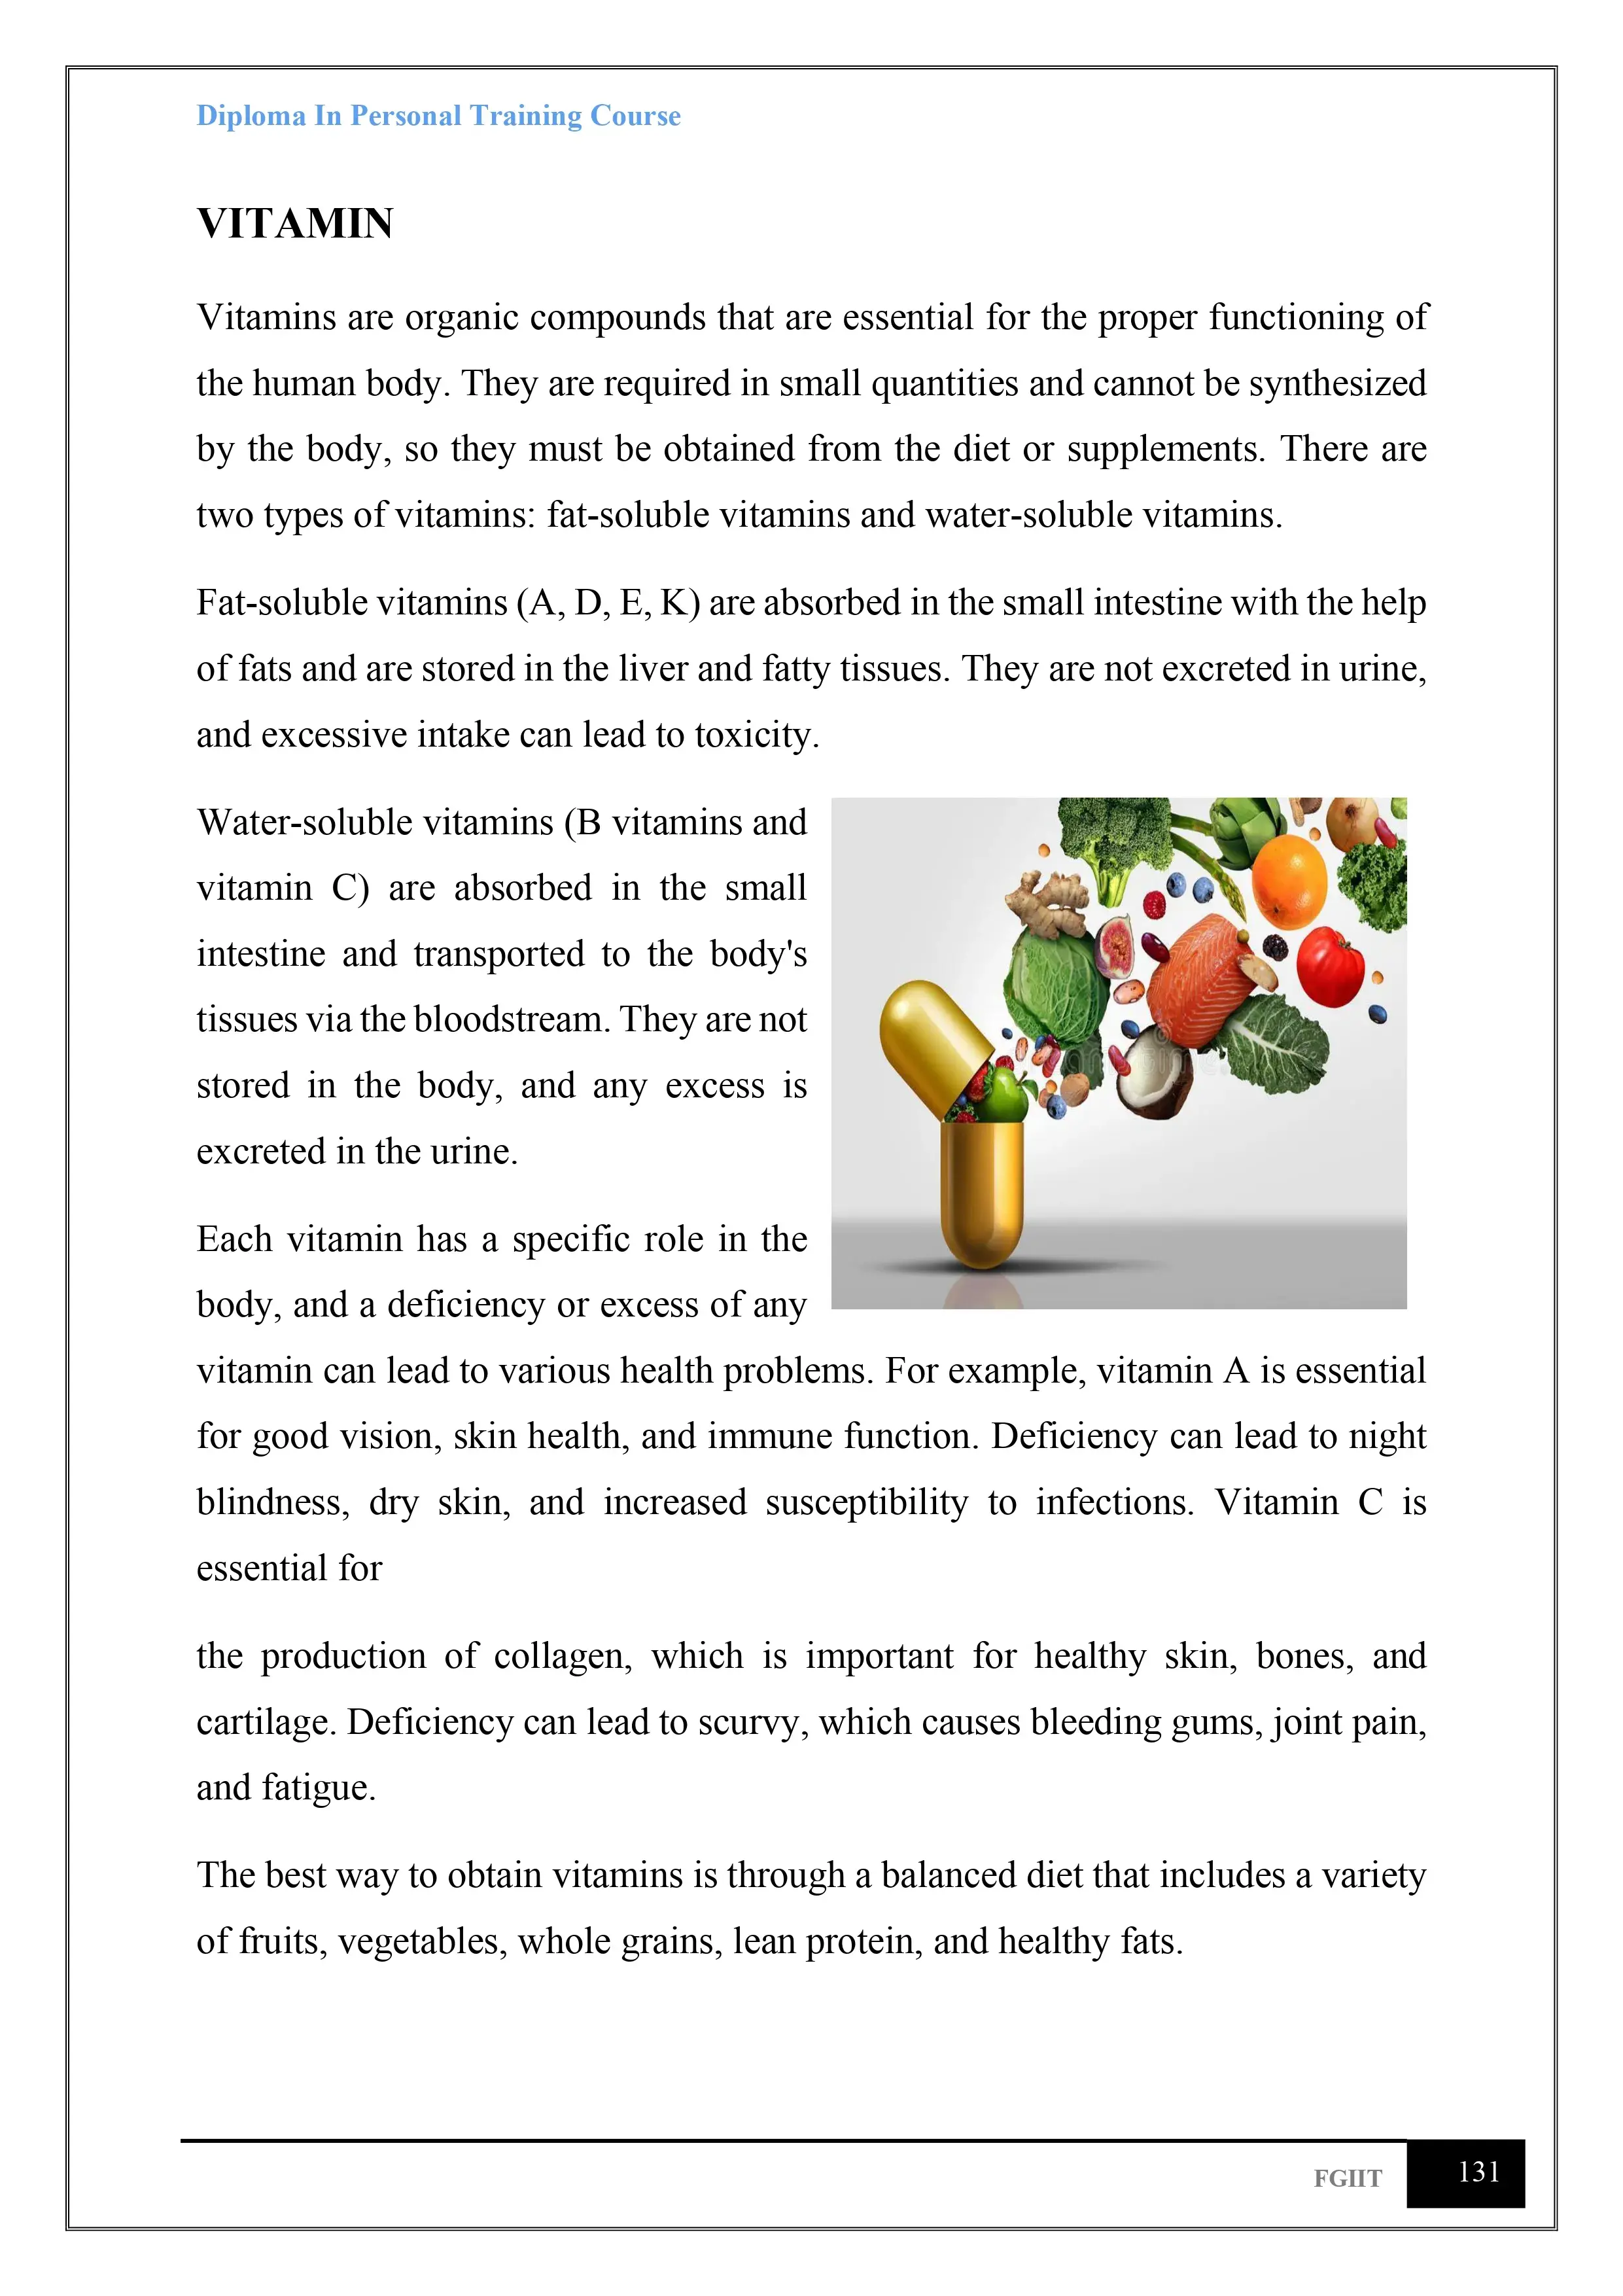 Diploma In Personal Training Course
VITAMIN
Vitamins are organic compounds that are essential for the proper functioning of
the human body. They are required in small quantities and cannot be synthesized
by the body, so they must be obtained from the diet or supplements. There are
two types of vitamins: fat-soluble vitamins and water-soluble vitamins.
Fat-soluble vitamins (A, D, E, K) are absorbed in the small intestine with the help
of fats and are stored in the liver and fatty tissues. They are not excreted in urine,
and excessive intake can lead to toxicity.
Water-soluble vitamins (B vitamins and
vitamin C) are absorbed in the small
intestine and transported to the body's
tissues via the bloodstream. They are not
stored in the body, and any excess is
excreted in the urine.
Each vitamin has a specific role in the
body, and a deficiency or excess of any
vitamin can lead to various health problems. For example, vitamin A is essential
for good vision, skin health, and immune function. Deficiency can lead to night
blindness, dry skin, and increased susceptibility to infections. Vitamin C is
essential for
the production of collagen, which is important for healthy skin, bones, and
cartilage. Deficiency can lead to scurvy, which causes bleeding gums, joint pain,
and fatigue.
The best way to obtain vitamins is through a balanced diet that includes a variety
of fruits, vegetables, whole grains, lean protein, and healthy fats.
FGIIT
131